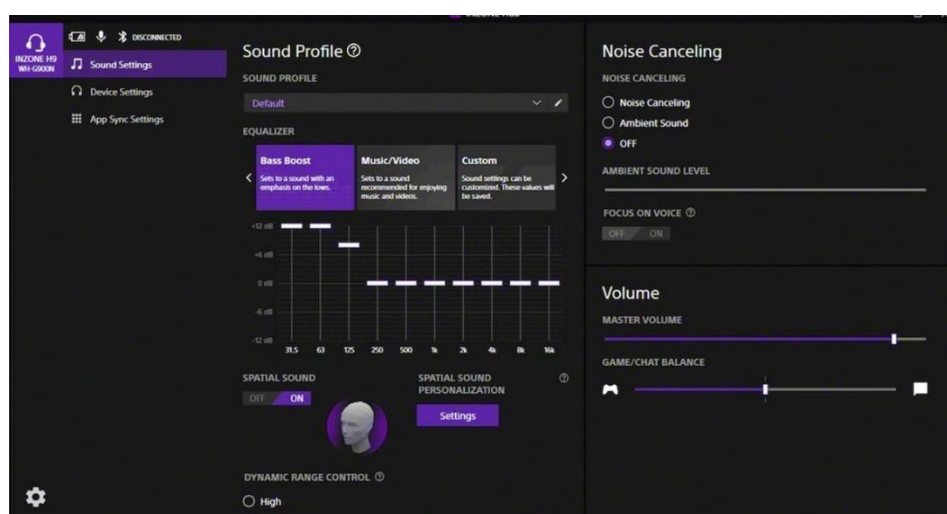 INZONE H9
WH-G900N
DISCONNECTED
Sound Settings
Device Settings
App Sync Settings
Sound Profile
SOUND PROFILE
Default
EQUALIZER
Bass Boost
Sets to a sound with an
emphasis on the lows.
Music/Video
Sets to a sound
recommended for enjoying
music and videos.
Custom
Sound settings can be
customized. These values will
be saved.
+12 dB
+6 dB
0 dB
-6 dB
-12 dB
31.5 63 125 250 500 1k 2k 4k 8k 16k
SPATIAL SOUND
OFF ON
SPATIAL SOUND
PERSONALIZATION
Settings
DYNAMIC RANGE CONTROL
High
Noise Canceling
NOISE CANCELING
Noise Canceling
Ambient Sound
OFF
AMBIENT SOUND LEVEL
FOCUS ON VOICE
OFF ON
Volume
MASTER VOLUME
GAME/CHAT BALANCE